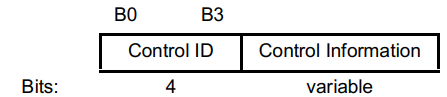 B0 B3
Control ID Control Information
Bits: 4 variable